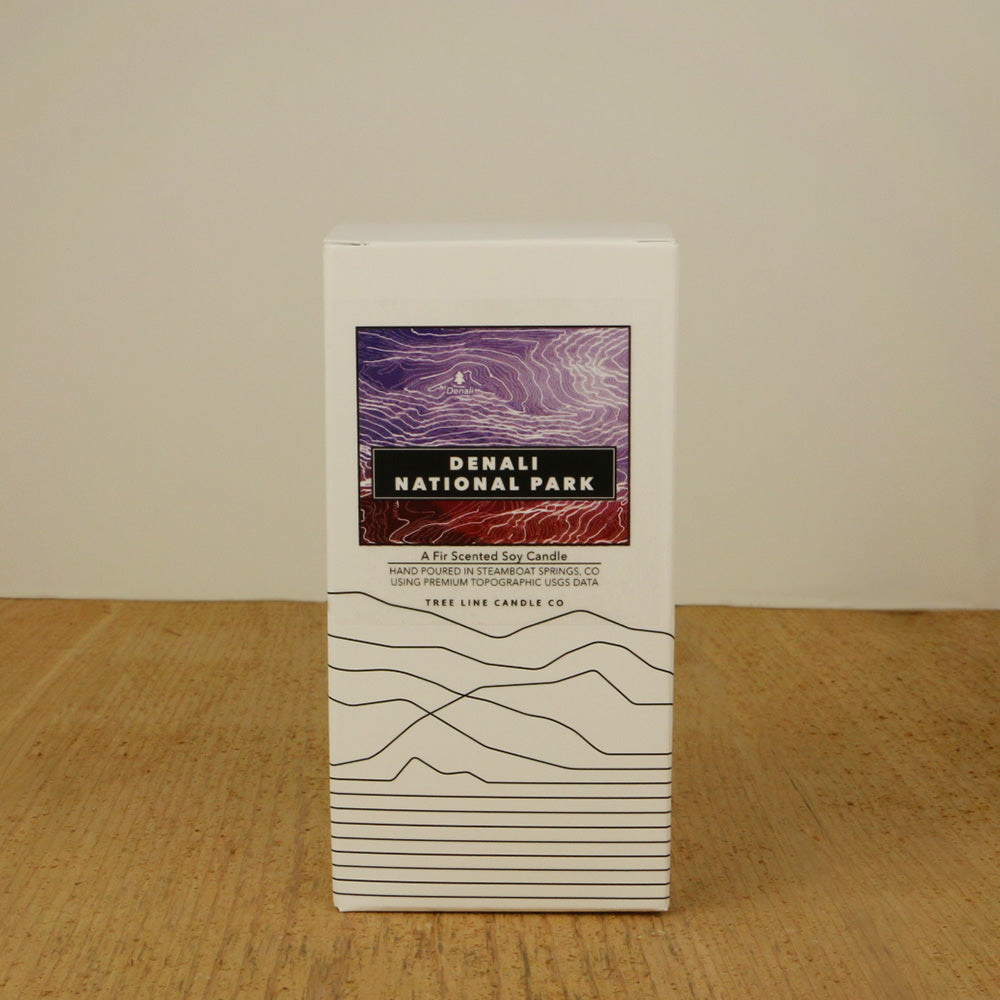 Denali
DENALI
NATIONAL PARK
A Fir Scented Soy Candle
HAND POURED IN STEAMBOAT SPRINGS, CO
USING PREMIUM TOPOGRAPHIC USGS DATA
TREE LINE CANDLE CO